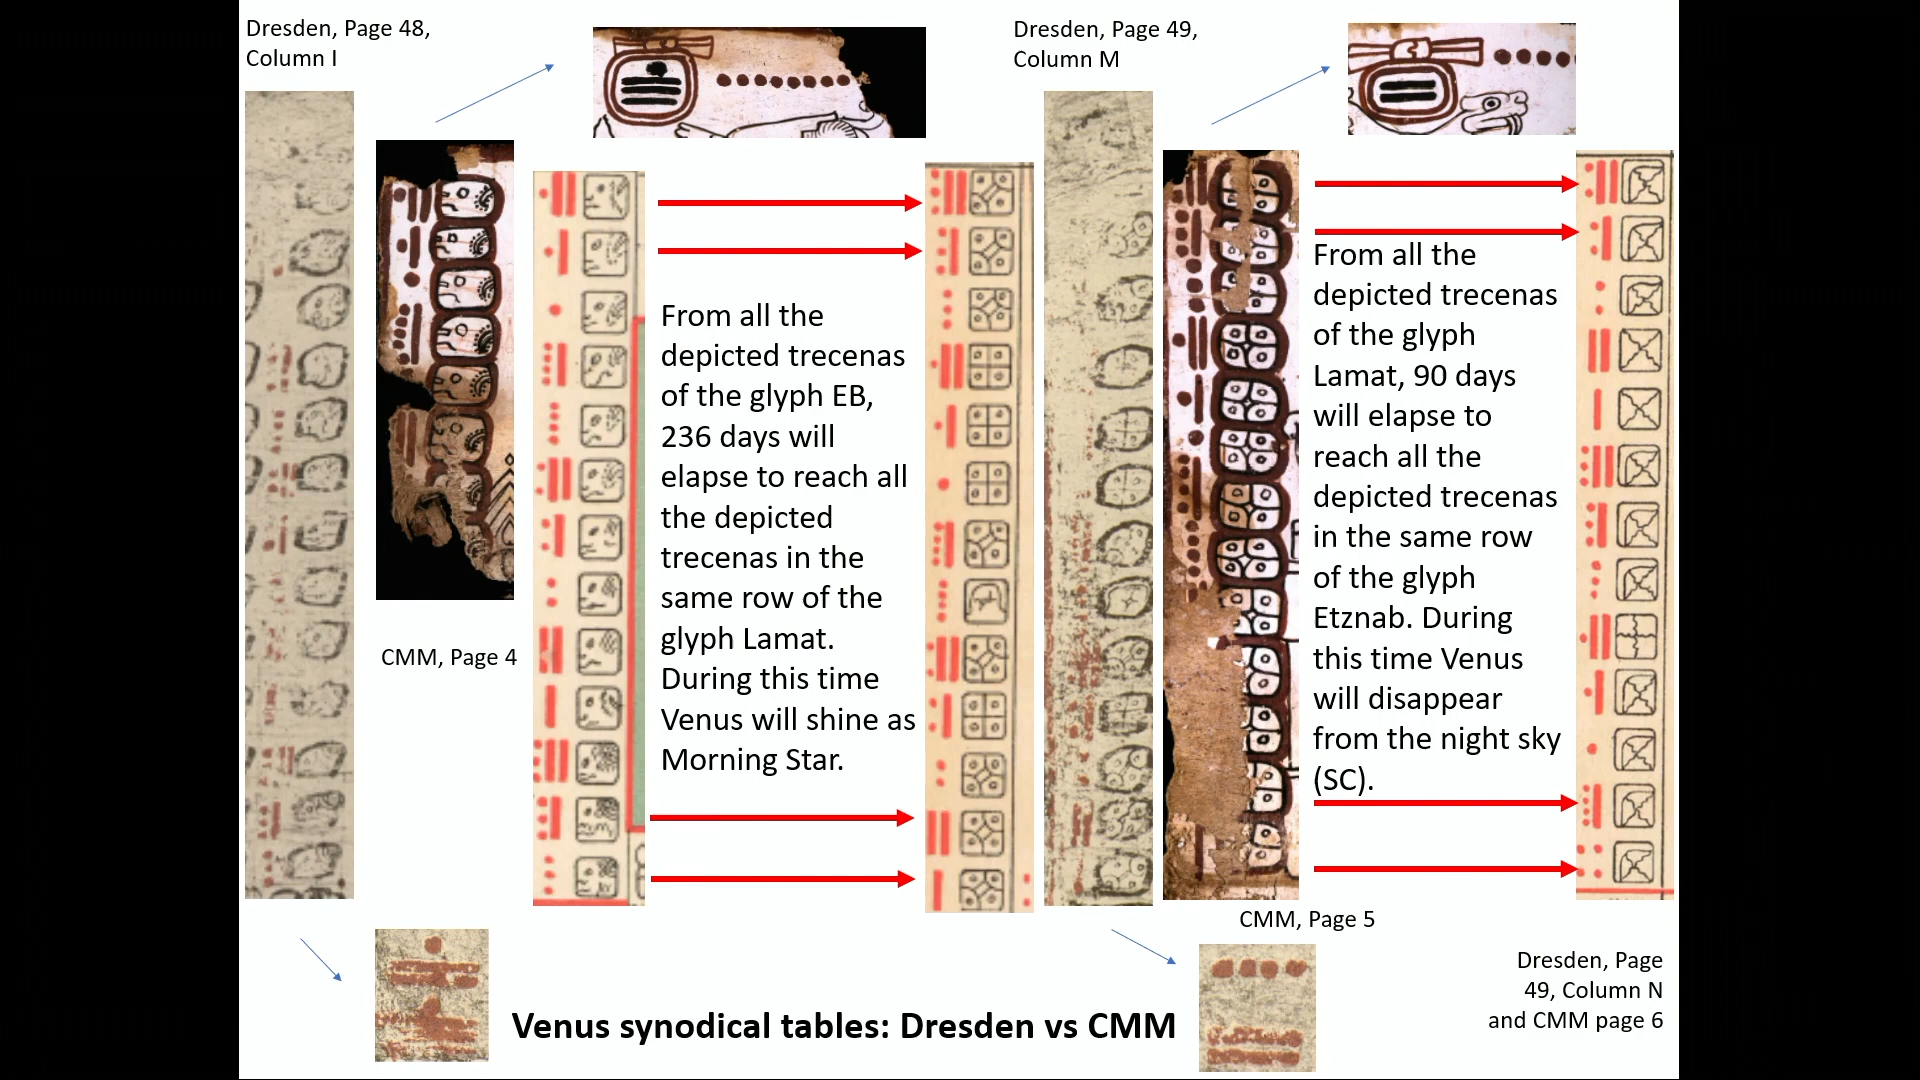 Dresden, Page 48,
Column I
Dresden, Page 49,
Column M
From all the
depicted trecenas
of the glyph EB,
236 days will
elapse to reach all
the depicted
trecenas in the
same row of the
glyph Lamat.
During this time
Venus will shine as
Morning Star.
From all the
depicted trecenas
of the glyph
Lamat, 90 days
will elapse to
reach all the
depicted trecenas
in the same row
of the glyph
Etznab. During
this time Venus
will disappear
from the night sky
(SC).
CMM, Page 4
CMM, Page 5
Dresden, Page
49, Column N
and CMM page 6
Venus synodical tables: Dresden vs CMM